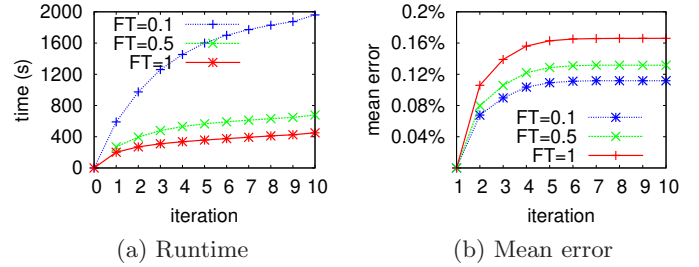 2000
1600
1200
800
400
0
time (s)
FT=0.1
FT=0.5
FT=1
0 1 2 3 4 5 6 7 8 9 10
iteration
(a) Runtime
0.2%
0.16%
0.12%
0.08%
0.04%
mean error
FT=0.1
FT=0.5
FT=1
1 2 3 4 5 6 7 8 9 10
iteration
(b) Mean error